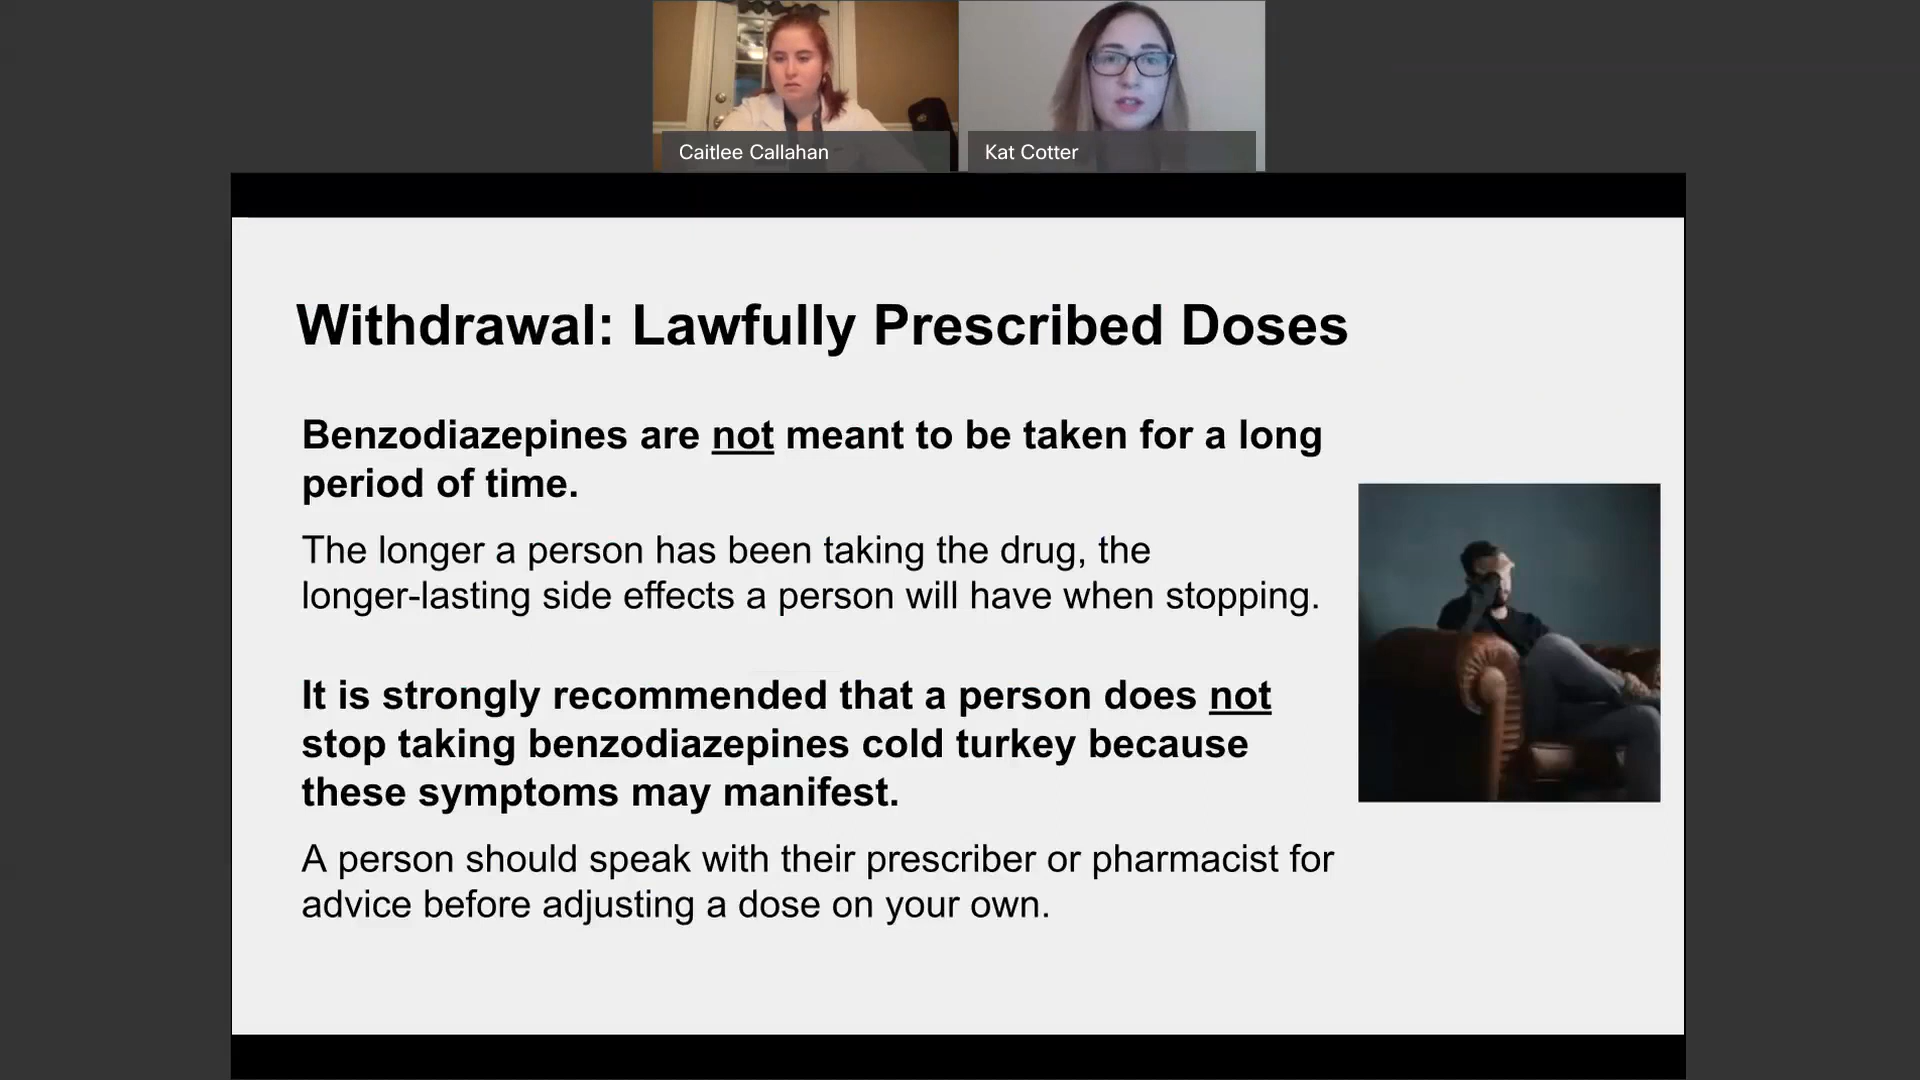 Caitlee Callahan
Kat Cotter
Withdrawal: Lawfully Prescribed Doses
Benzodiazepines are not meant to be taken for a long
period of time.
The longer a person has been taking the drug, the
longer-lasting side effects a person will have when stopping.
It is strongly recommended that a person does not
stop taking benzodiazepines cold turkey because
these symptoms may manifest.
A person should speak with their prescriber or pharmacist for
advice before adjusting a dose on your own.